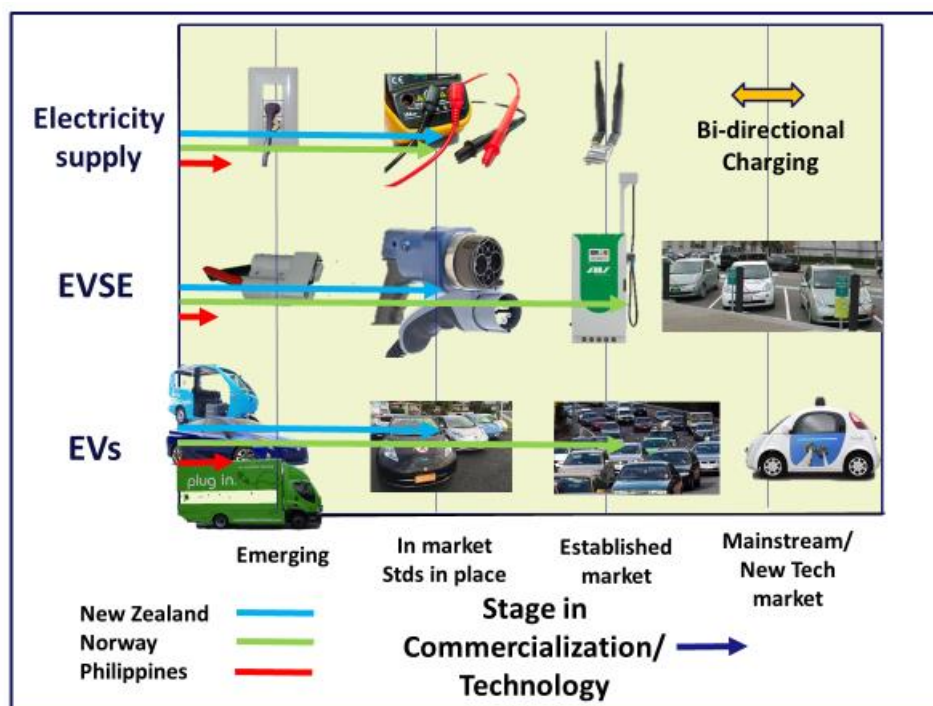 Electricity
supply
Bi-directional
Charging
EVSE
EVs
plug in.
Emerging
In market
Stds in place
Established
market
Mainstream/
New Tech
market
New Zealand
Norway
Philippines
Stage in
Commercialization/
Technology